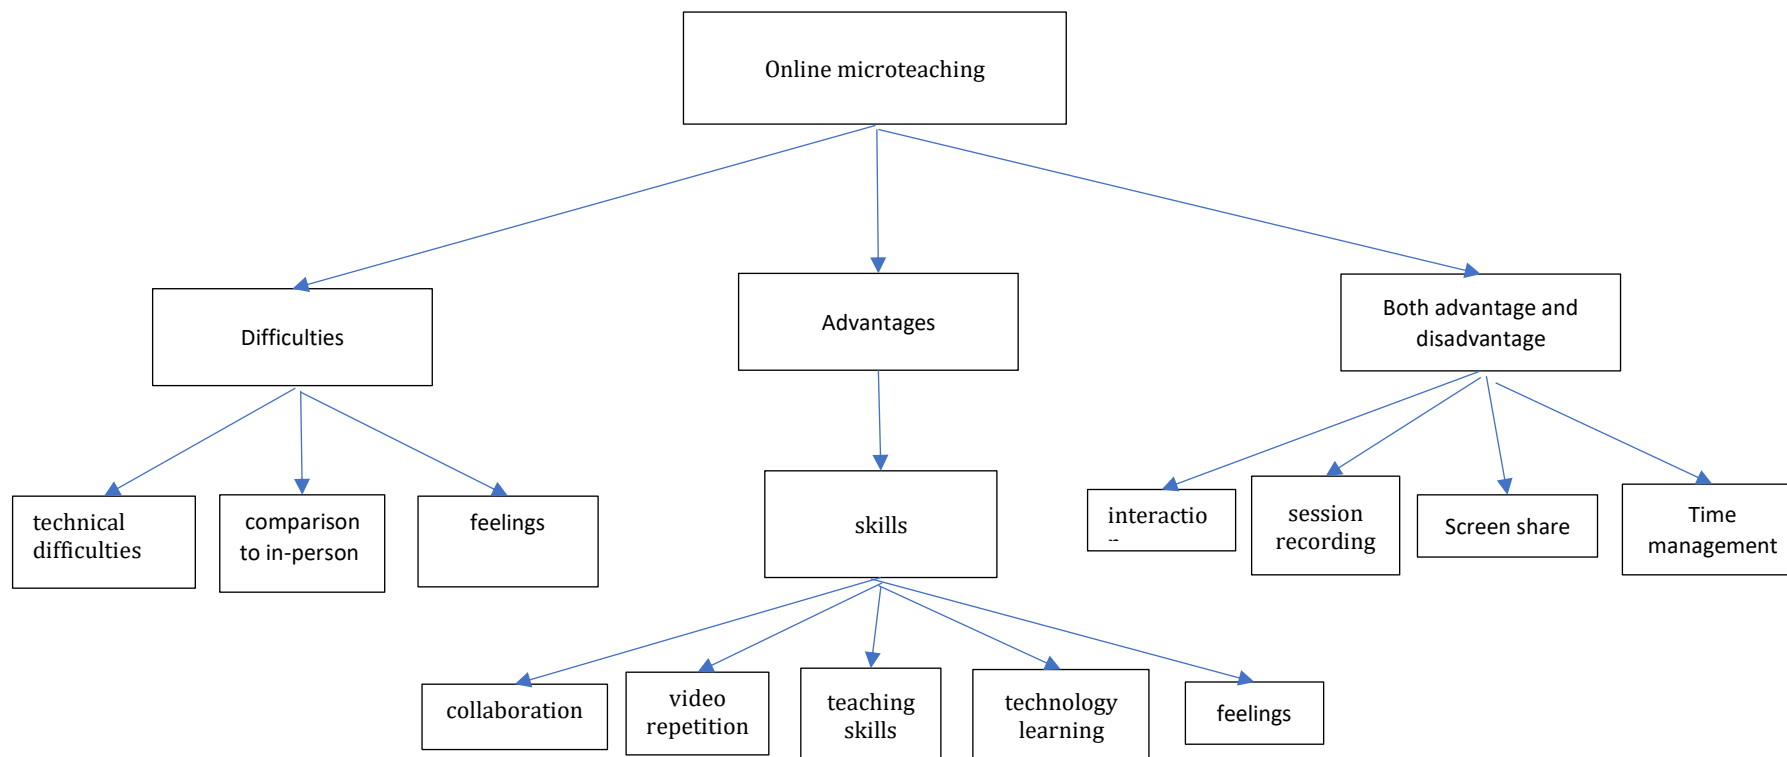 Online microteaching
Difficulties
Advantages
Both advantage and
disadvantage
technical
difficulties
comparison
to in-person
feelings
skills
interactio
session
recording
Screen share
Time
management
collaboration
video
repetition
teaching
skills
technology
learning
feelings